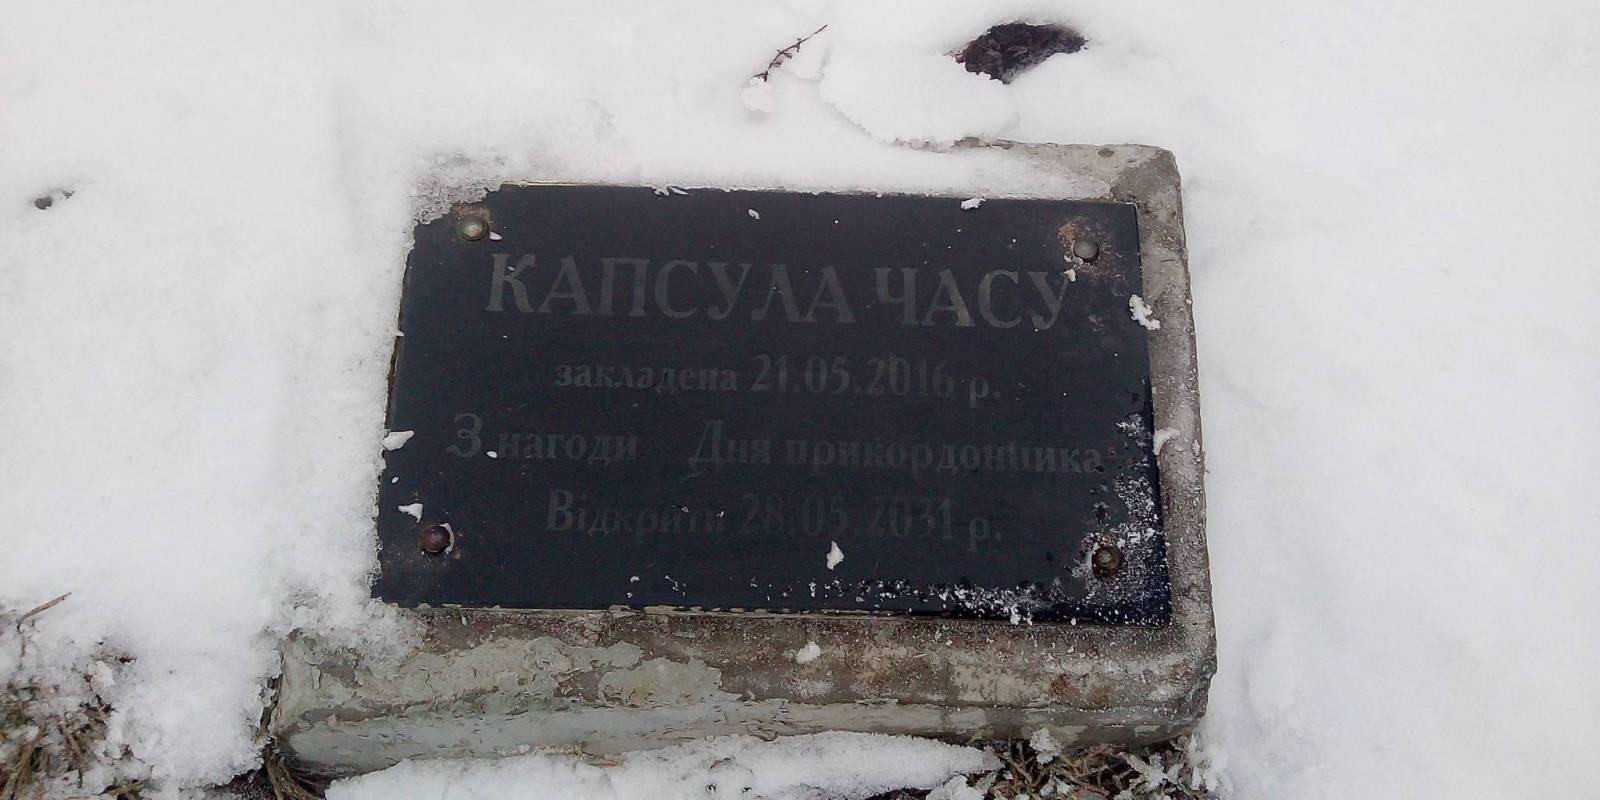 КАПСУЛА ЧАСУ
закладена 21.05.2016 р.
З нагоди Дня прикордонника
Відкрити 28.05.2031 р.